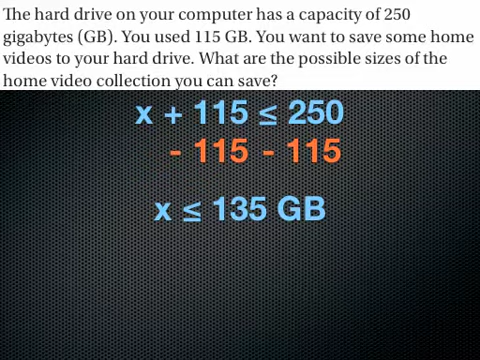 The hard drive on your computer has a capacity of 250
gigabytes (GB). You used 115 GB. You want to save some home
videos to your hard drive. What are the possible sizes of the
home video collection you can save?
x + 115 ≤ 250
- 115 - 115
x ≤ 135 GB